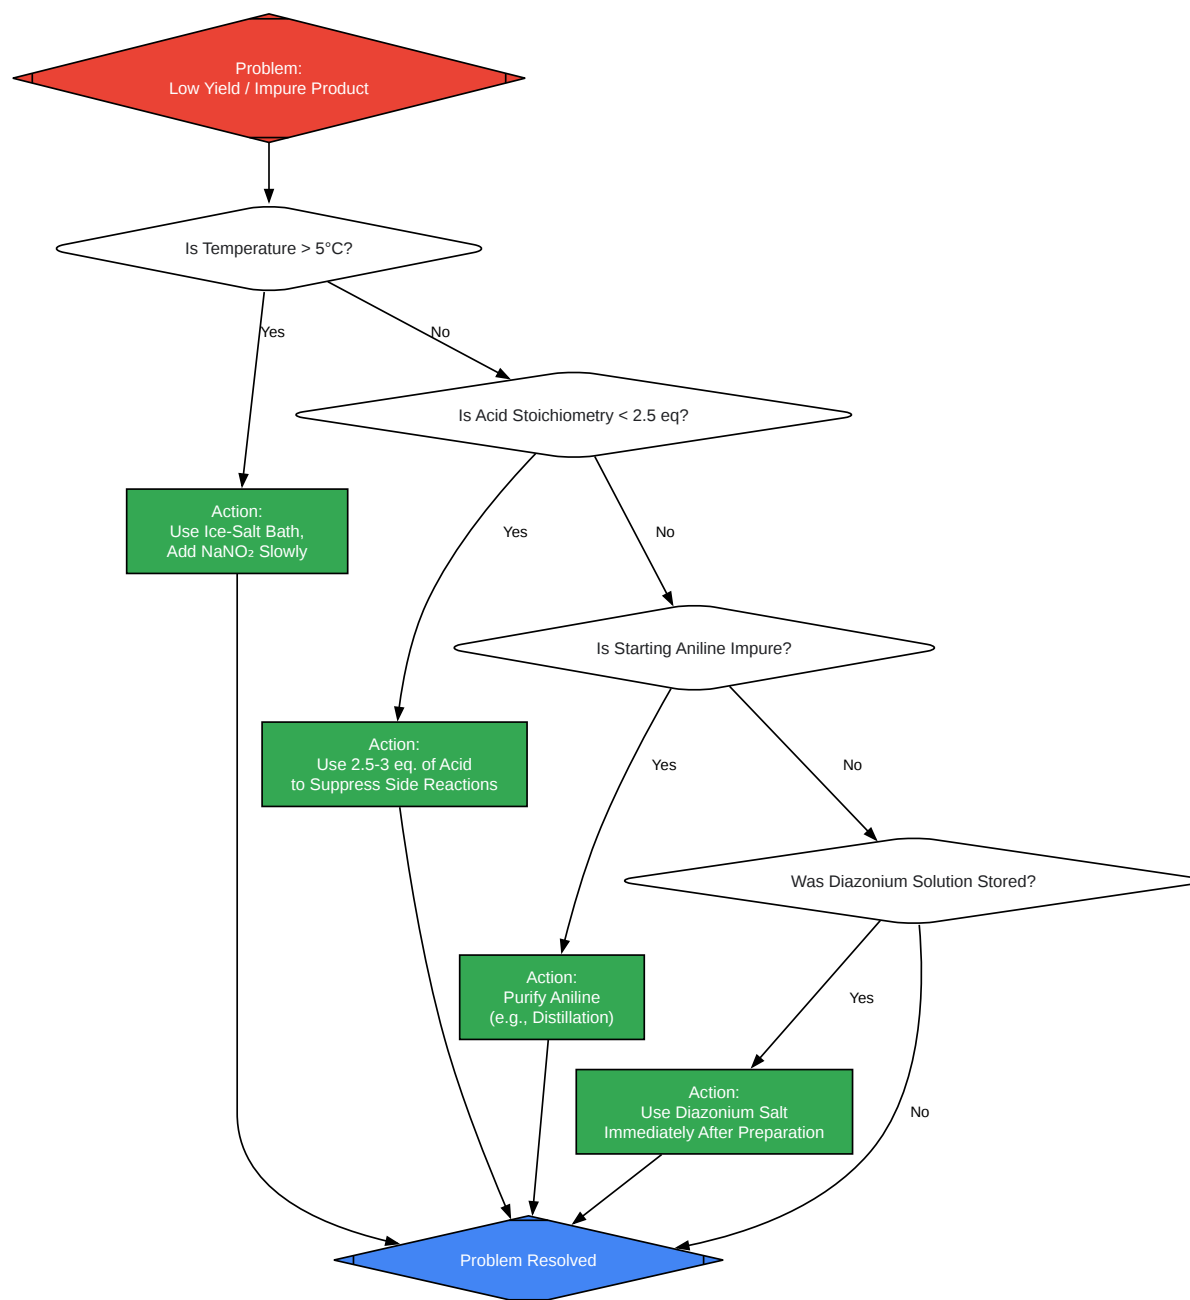 Problem:
Low Yield / Impure Product
Is Temperature > 5°C?
Yes
No
Is Acid Stoichiometry < 2.5 eq?
Action:
Use Ice-Salt Bath,
Add NaNO₂ Slowly
Yes
No
Is Starting Aniline Impure?
Action:
Use 2.5-3 eq. of Acid
to Suppress Side Reactions
Yes
No
Was Diazonium Solution Stored?
Action:
Purify Aniline
(e.g., Distillation)
Yes
Action:
Use Diazonium Salt
Immediately After Preparation
No
Problem Resolved